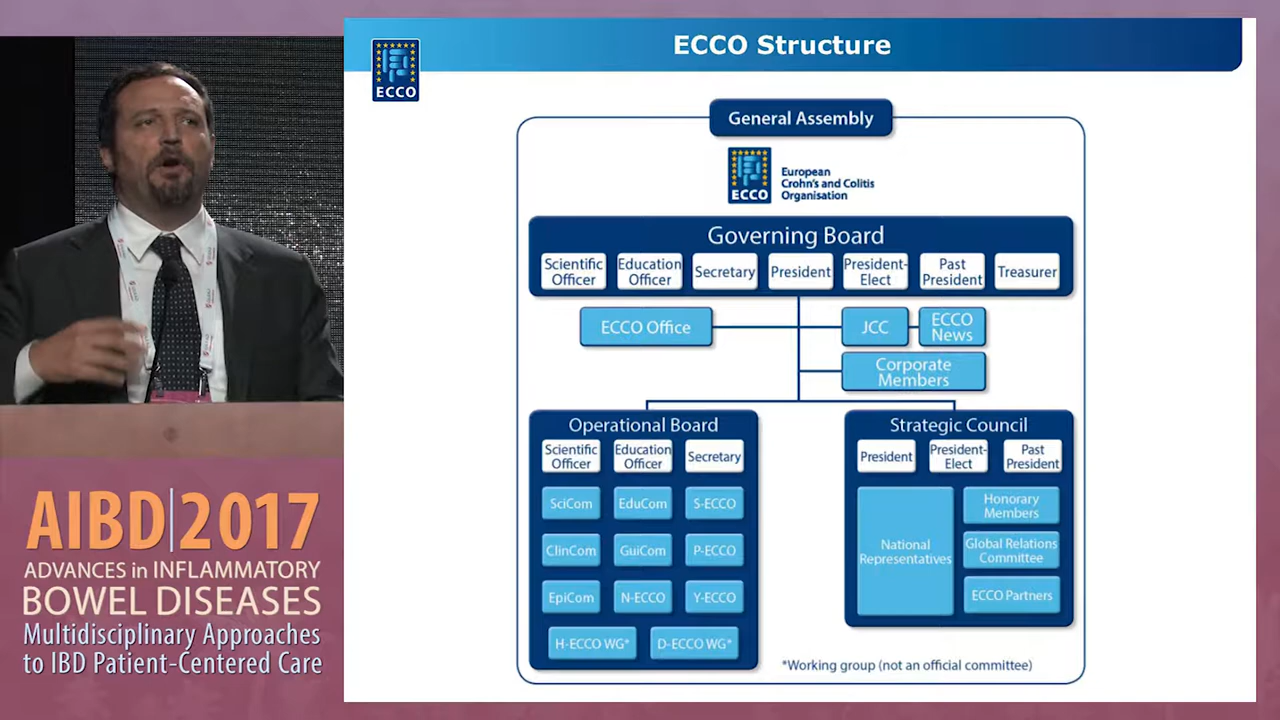 ECCO Structure
ECCO
General Assembly
ECCO
European
Crohn's and Colitis
Organisation
Governing Board
Scientific
Officer
Education
Officer
Secretary
President
President-
Elect
Past
President
Treasurer
ECCO Office
JCC
ECCO
News
Corporate
Members
Operational Board
Scientific
Officer
Education
Officer
Secretary
SciCom
EduCom
S-ECCO
ClinCom
GuiCom
P-ECCO
EpiCom
N-ECCO
Y-ECCO
H-ECCO WG*
D-ECCO WG*
Strategic Council
President
President-
Elect
Past
President
National
Representatives
Honorary
Members
Global Relations
Committee
ECCO Partners
*Working group (not an official committee)
AIBD|2017
ADVANCES in INFLAMMATORY
BOWEL DISEASES
Multidisciplinary Approaches
to IBD Patient-Centered Care